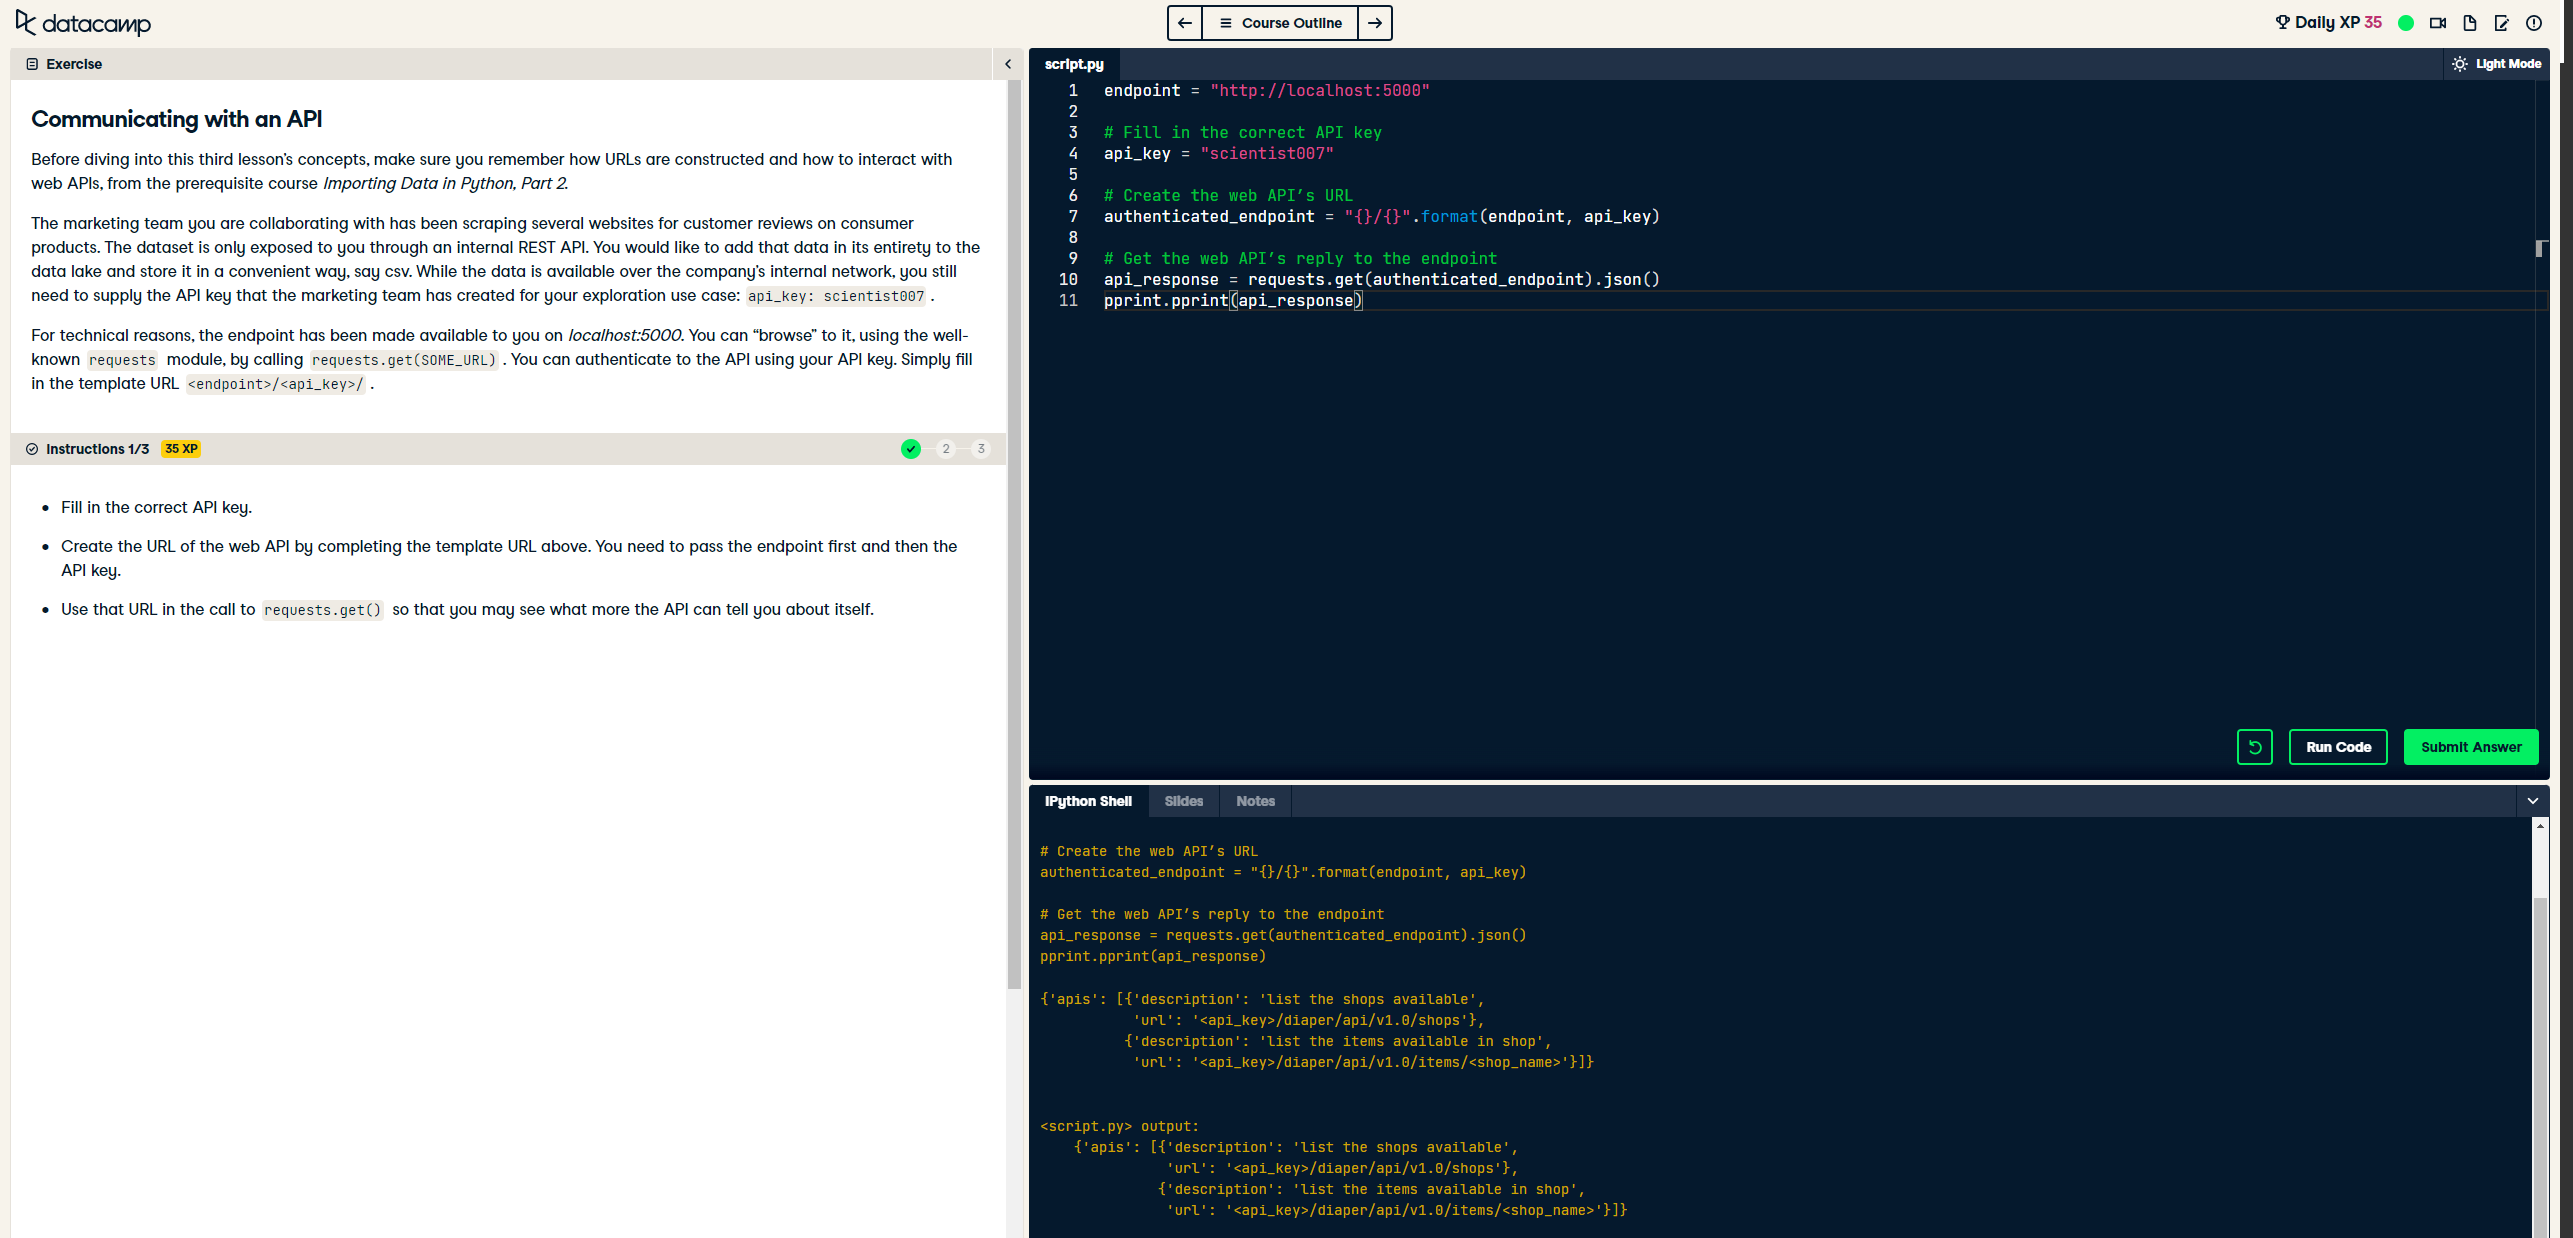 datacamp
Course Outline
Daily XP 35
Exercise
Communicating with an API
Before diving into this third lesson's concepts, make sure you remember how URLs are constructed and how to interact with
web APIs, from the prerequisite course Importing Data in Python, Part 2.
The marketing team you are collaborating with has been scraping several websites for customer reviews on consumer
products. The dataset is only exposed to you through an internal REST API. You would like to add that data in its entirety to the
data lake and store it in a convenient way, say csv. While the data is available over the company's internal network, you still
need to supply the API key that the marketing team has created for your exploration use case: api_key: scientist007 .
For technical reasons, the endpoint has been made available to you on localhost:5000. You can “browse” to it, using the well-
known requests module, by calling requests.get(SOME_URL) . You can authenticate to the API using your API key. Simply fill
in the template URL <endpoint>/<api_key>/ .
Instructions 1/3 35 XP
2 3
• Fill in the correct API key.
• Create the URL of the web API by completing the template URL above. You need to pass the endpoint first and then the
API key.
• Use that URL in the call to requests.get() so that you may see what more the API can tell you about itself.
script.py
Light Mode
1 endpoint = "http://localhost:5000"
2
3 # Fill in the correct API key
4 api_key = "scientist007"
5
6 # Create the web API’s URL
7 authenticated_endpoint = "{}/{}".format(endpoint, api_key)
8
9 # Get the web API’s reply to the endpoint
10 api_response = requests.get(authenticated_endpoint).json()
11 pprint.pprint(api_response)
Run Code
Submit Answer
IPython Shell Slides Notes
# Create the web API’s URL
authenticated_endpoint = "{}/{}".format(endpoint, api_key)
# Get the web API’s reply to the endpoint
api_response = requests.get(authenticated_endpoint).json()
pprint.pprint(api_response)
{'apis': [{'description': 'list the shops available',
'url': '<api_key>/diaper/api/v1.0/shops'},
{'description': 'list the items available in shop',
'url': '<api_key>/diaper/api/v1.0/items/<shop_name>'}]}
<script.py> output:
{'apis': [{'description': 'list the shops available',
'url': '<api_key>/diaper/api/v1.0/shops'},
{'description': 'list the items available in shop',
'url': '<api_key>/diaper/api/v1.0/items/<shop_name>'}]}